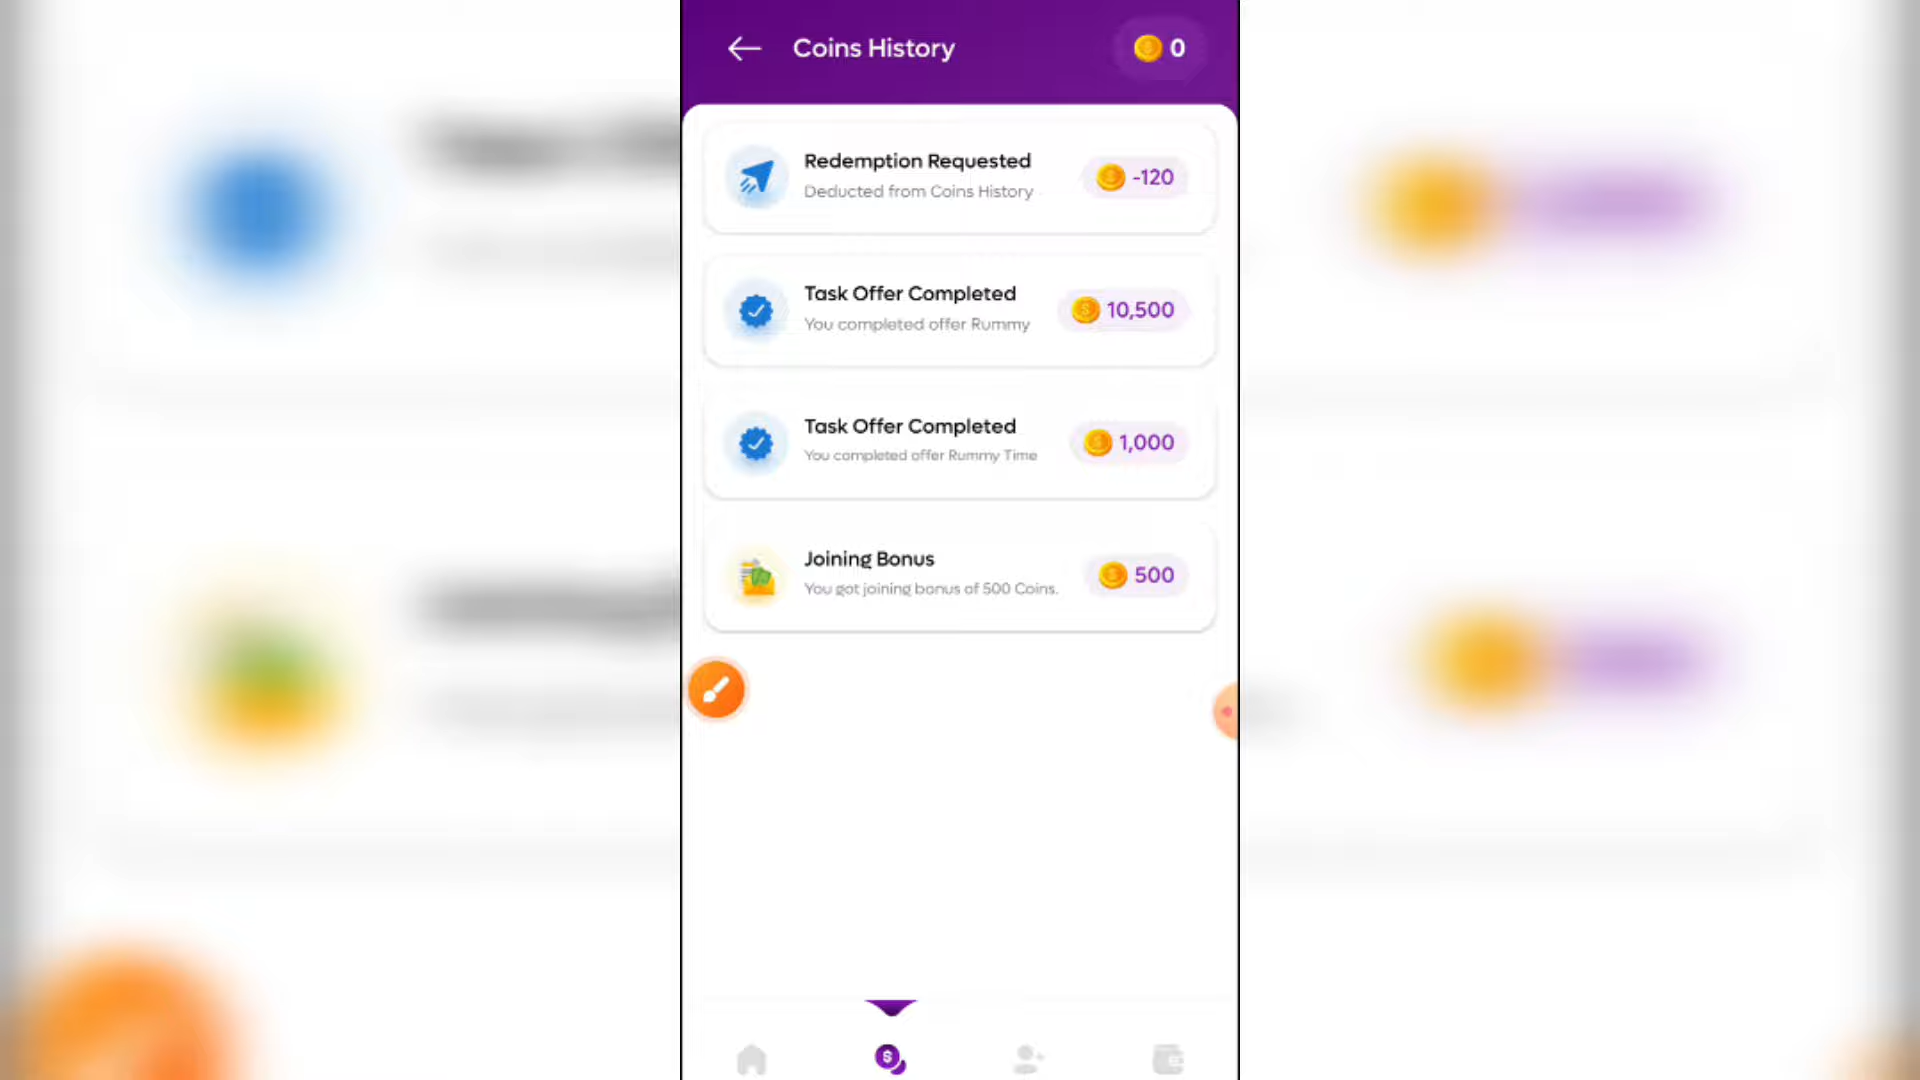 Coins History
0
Redemption Requested
Deducted from Coins History
-120
Task Offer Completed
You completed offer Rummy
10,500
Task Offer Completed
You completed offer Rummy Time
1,000
Joining Bonus
You got joining bonus of 500 Coins.
500